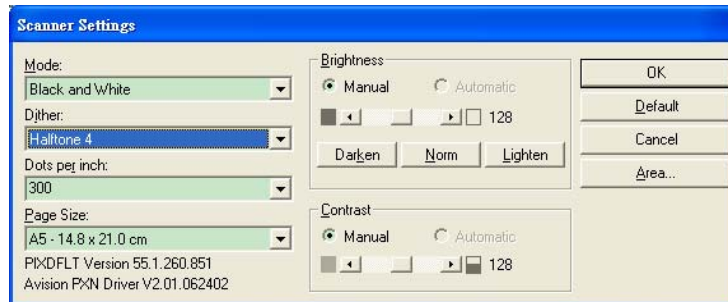 Scanner Settings
Mode:
Black and White
Dither:
Halftone 4
Dots per inch:
300
Page Size:
A5 - 14.8 x 21.0 cm
PIXDFLT Version 55.1.260.851
Avision PXN Driver V2.01.062402
Brightness
Manual
Automatic
128
Darken
Norm
Lighten
Contrast
Manual
Automatic
128
OK
Default
Cancel
Area...